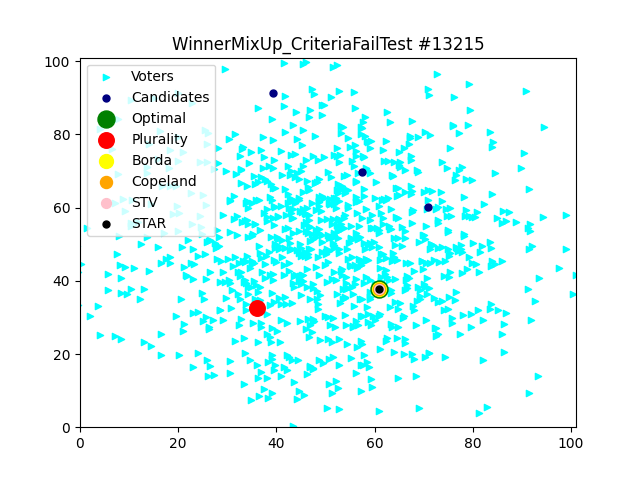 WinnerMixUp_CriteriaFailTest #13215
100
80
60
40
20
0
0
20
40
60
80
100
Voters
Candidates
Optimal
Plurality
Borda
Copeland
STV
STAR